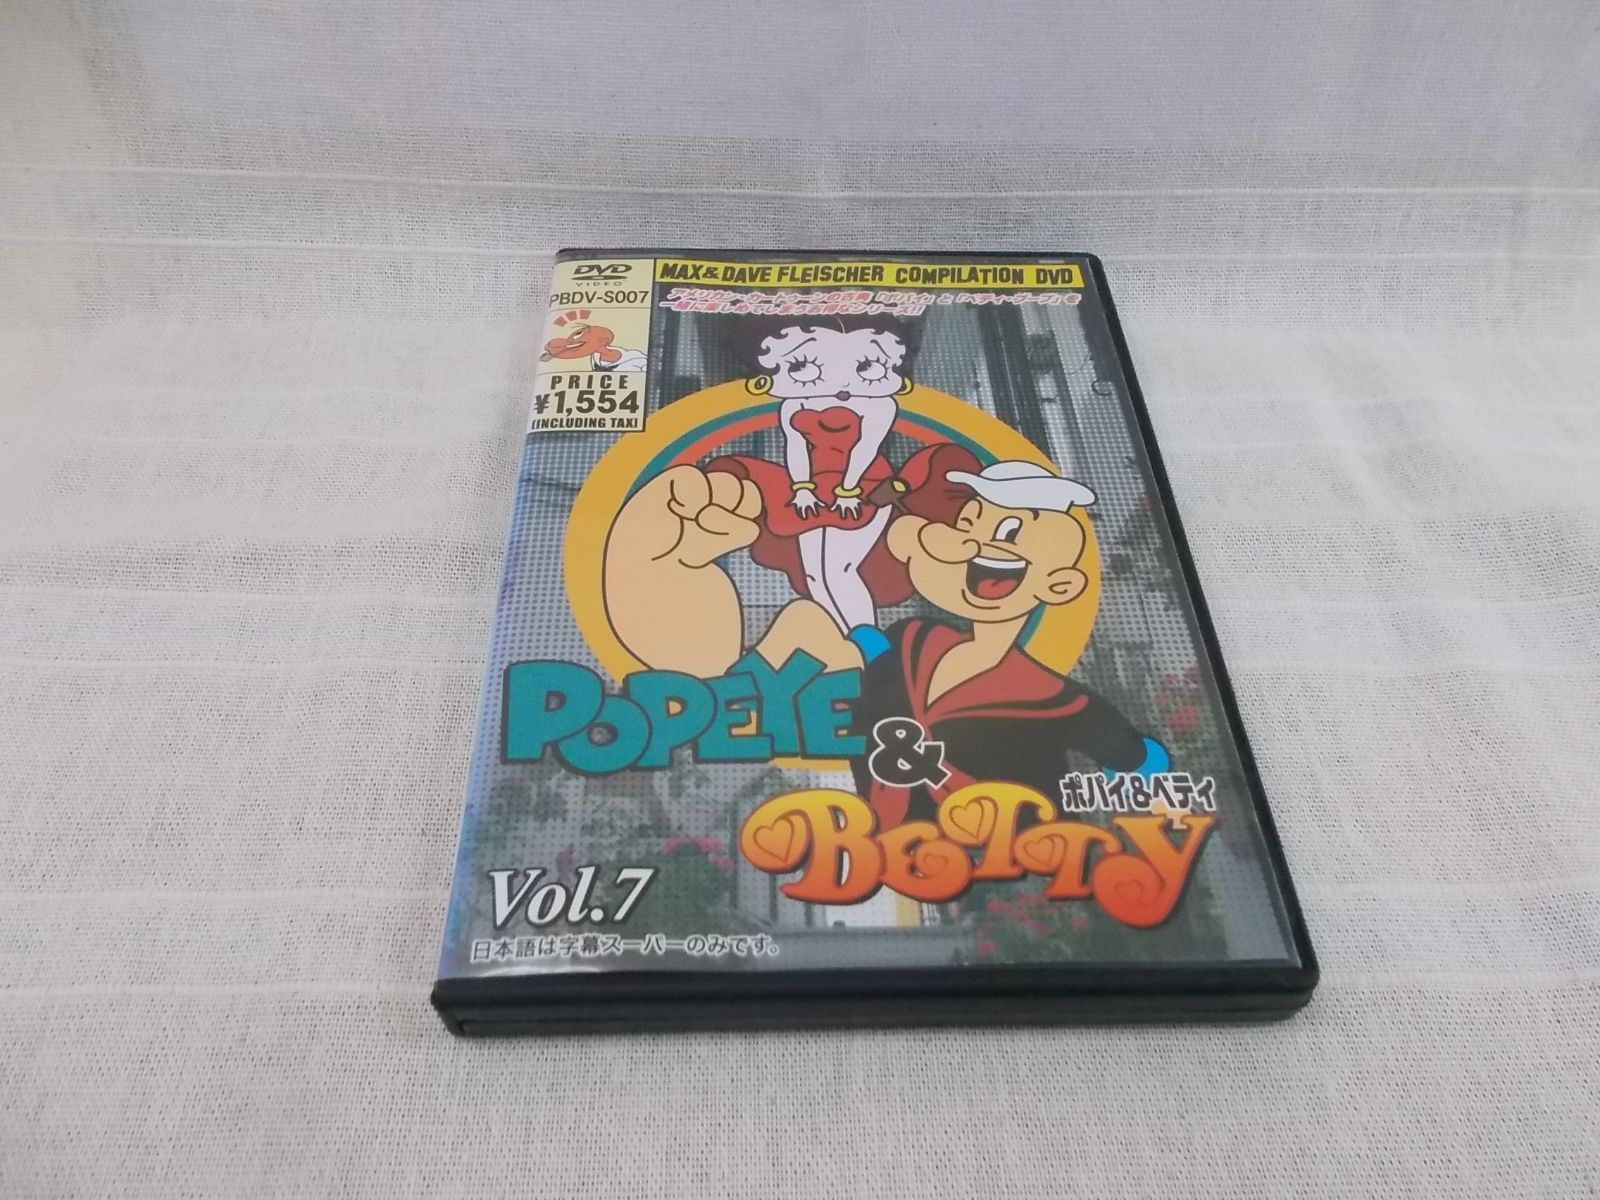 DVD
VIDEO
PBDV-S007
PRICE
¥1,554
(INCLUDING TAX)
MAX & DAVE FLEISCHER COMPILATION DVD
アメリカン・カートゥーンの古典「ポパイ」と「ベティ・ブープ」を
一緒に楽しめてしまうお得なシリーズ!!
POPEYE
&
ポパイ&ベティ
BETTY
Vol.7
日本語は字幕スーパーのみです。